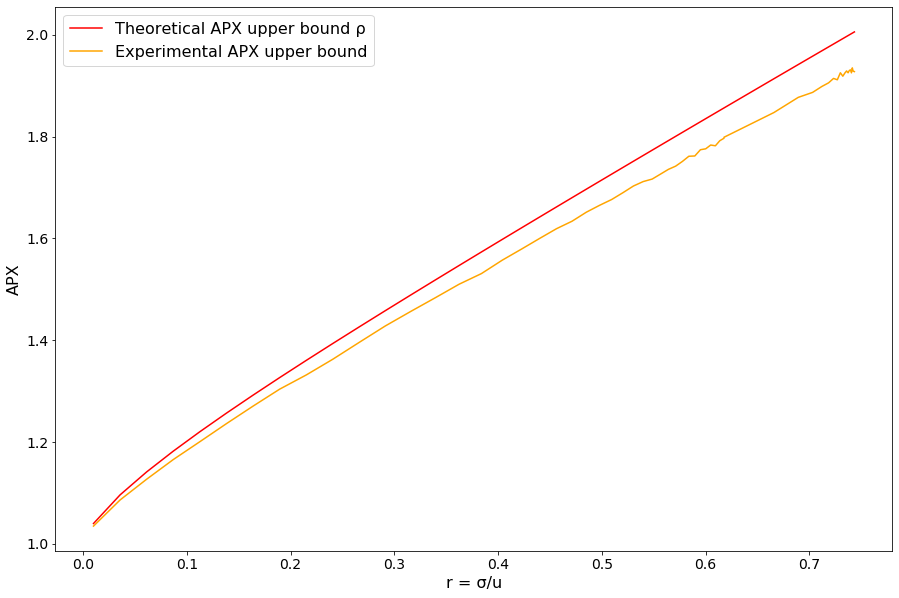 Theoretical APX upper bound ρ
Experimental APX upper bound
2.0
1.8
1.6
1.4
1.2
1.0
APX
0.0 0.1 0.2 0.3 0.4 0.5 0.6 0.7
r = σ/u